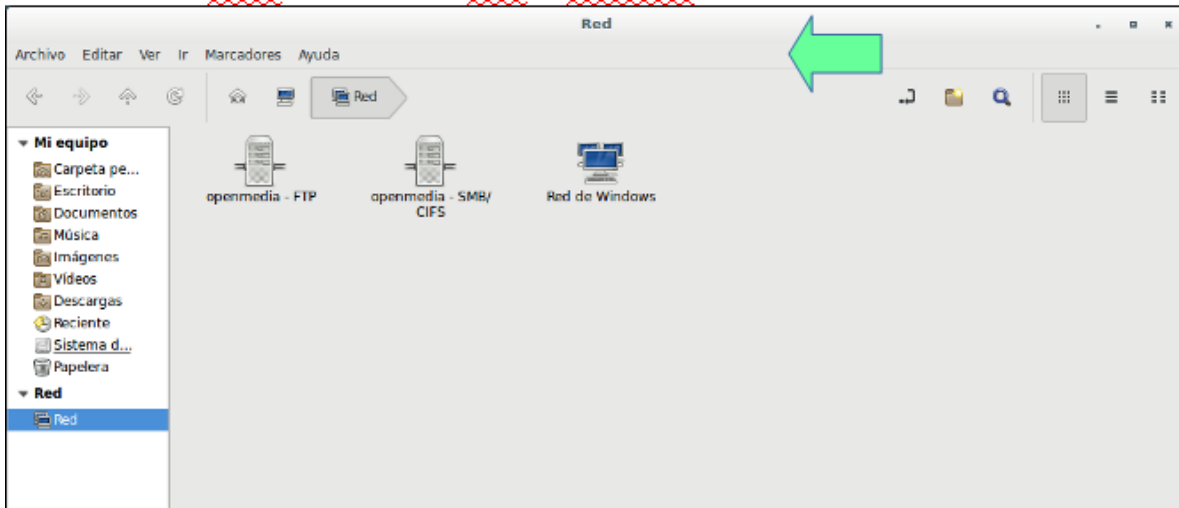 Red
Archivo Editar Ver Ir Marcadores Ayuda
Red
Mi equipo
Carpeta pe...
Escritorio
Documentos
Música
Imágenes
Vídeos
Descargas
Reciente
Sistema d...
Papelera
Red
Red
openmedia - FTP
openmedia - SMB/
CIFS
Red de Windows